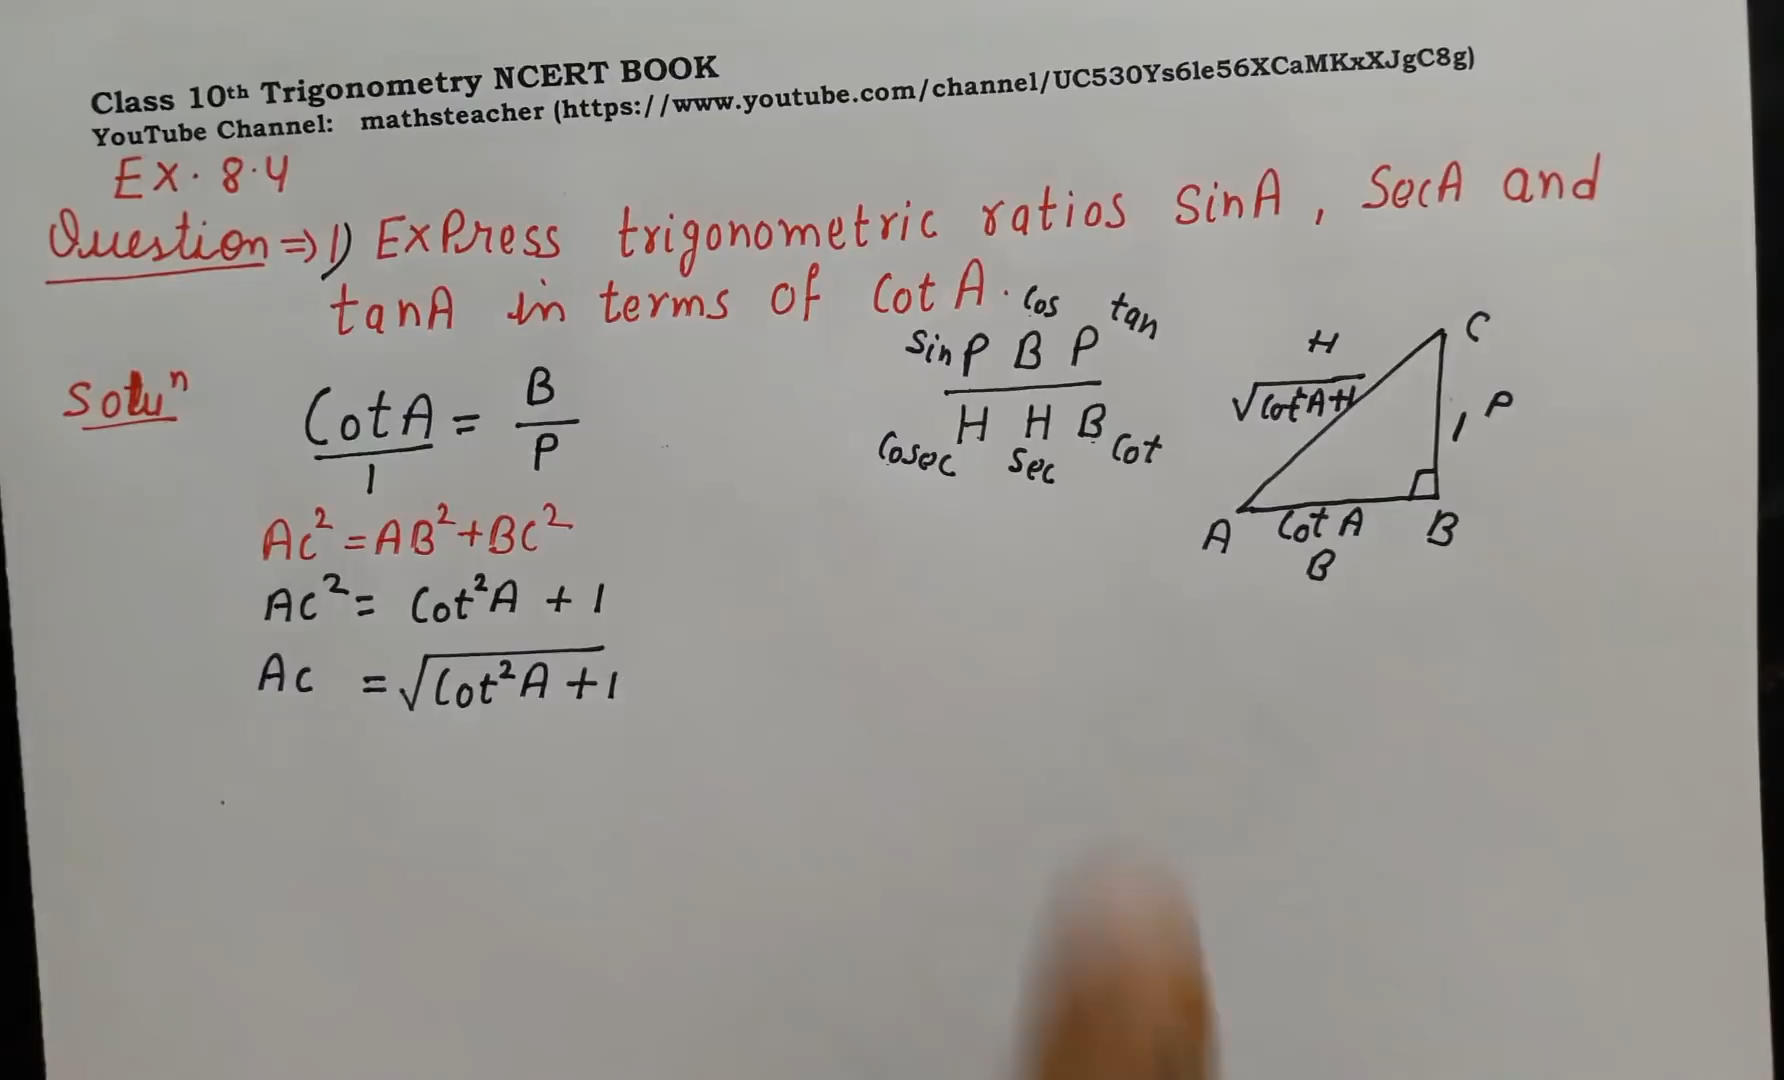 Class 10th Trigonometry NCERT BOOK
YouTube Channel: mathsteacher (https://www.youtube.com/channel/UC530Ys6le56XCaMKxXJgC8g)
EX. 8.4
Question ⇒ 1) ExPress trigonometric ratios SinA, SecA and
tanA in terms of Cot A.
Solu^n
CotA/1 = B/P
AC² = AB² + BC²
AC² = Cot²A + 1
AC = √(Cot²A + 1)
Cos tan
Sin P B P
H H B
Cosec Sec Cot
H
C
√Cot²A+1
1 P
A Cot A B
B